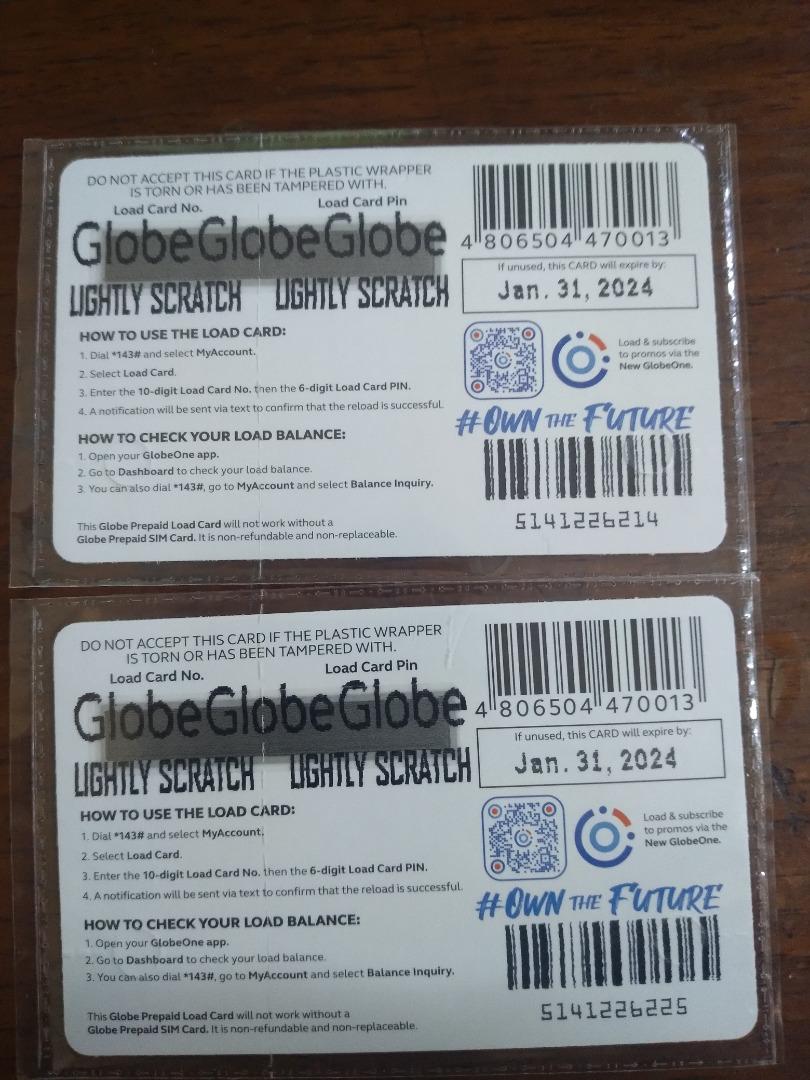 DO NOT ACCEPT THIS CARD IF THE PLASTIC WRAPPER
IS TORN OR HAS BEEN TAMPERED WITH.
Load Card No. Load Card Pin
GlobeGlobeGlobe
LIGHTLY SCRATCH LIGHTLY SCRATCH
HOW TO USE THE LOAD CARD:
1. Dial *143# and select MyAccount.
2. Select Load Card.
3. Enter the 10-digit Load Card No. then the 6-digit Load Card PIN.
4. A notification will be sent via text to confirm that the reload is successful.
HOW TO CHECK YOUR LOAD BALANCE:
1. Open your GlobeOne app.
2. Go to Dashboard to check your load balance.
3. You can also dial *143#, go to MyAccount and select Balance Inquiry.
This Globe Prepaid Load Card will not work without a
Globe Prepaid SIM Card. It is non-refundable and non-replaceable.
4 806504 470013
If unused, this CARD will expire by:
Jan. 31, 2024
Load & subscribe
to promos via the
New GlobeOne.
#OWN THE FUTURE
5141226214
DO NOT ACCEPT THIS CARD IF THE PLASTIC WRAPPER
IS TORN OR HAS BEEN TAMPERED WITH.
Load Card No. Load Card Pin
GlobeGlobeGlobe
LIGHTLY SCRATCH LIGHTLY SCRATCH
HOW TO USE THE LOAD CARD:
1. Dial *143# and select MyAccount.
2. Select Load Card.
3. Enter the 10-digit Load Card No. then the 6-digit Load Card PIN.
4. A notification will be sent via text to confirm that the reload is successful.
HOW TO CHECK YOUR LOAD BALANCE:
1. Open your GlobeOne app.
2. Go to Dashboard to check your load balance.
3. You can also dial *143#, go to MyAccount and select Balance Inquiry.
This Globe Prepaid Load Card will not work without a
Globe Prepaid SIM Card. It is non-refundable and non-replaceable.
4 806504 470013
If unused, this CARD will expire by:
Jan. 31, 2024
Load & subscribe
to promos via the
New GlobeOne.
#OWN THE FUTURE
5141226225